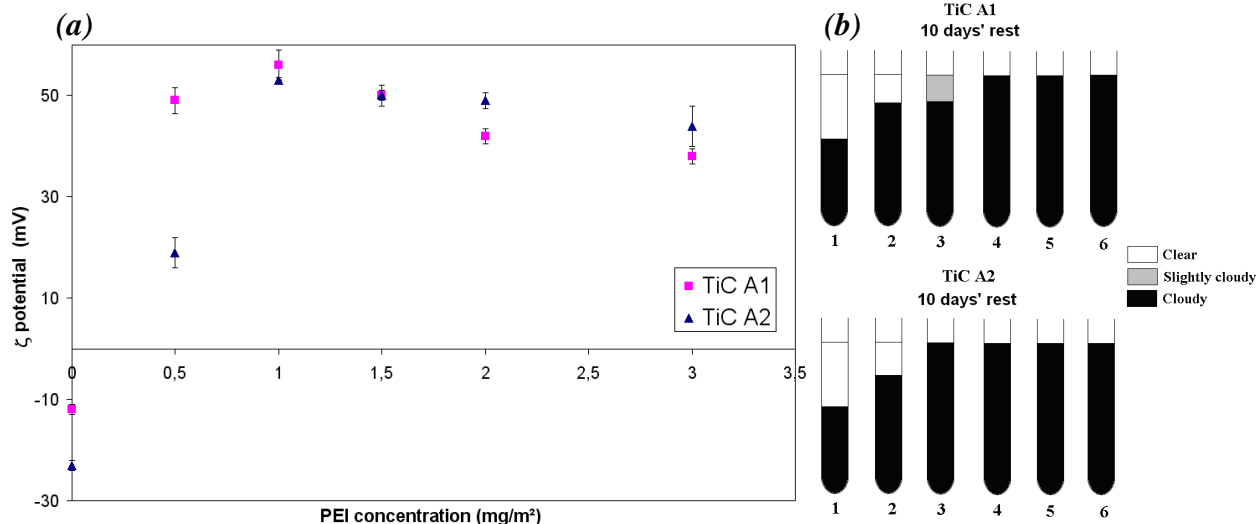 (a)
ζ potential (mV)
50
30
10
-10
-30
0
0,5
1
1,5
2
2,5
3
3,5
PEI concentration (mg/m²)
TiC A1
TiC A2
(b)
TiC A1
10 days' rest
1 2 3 4 5 6
Clear
Slightly cloudy
Cloudy
TiC A2
10 days' rest
1 2 3 4 5 6